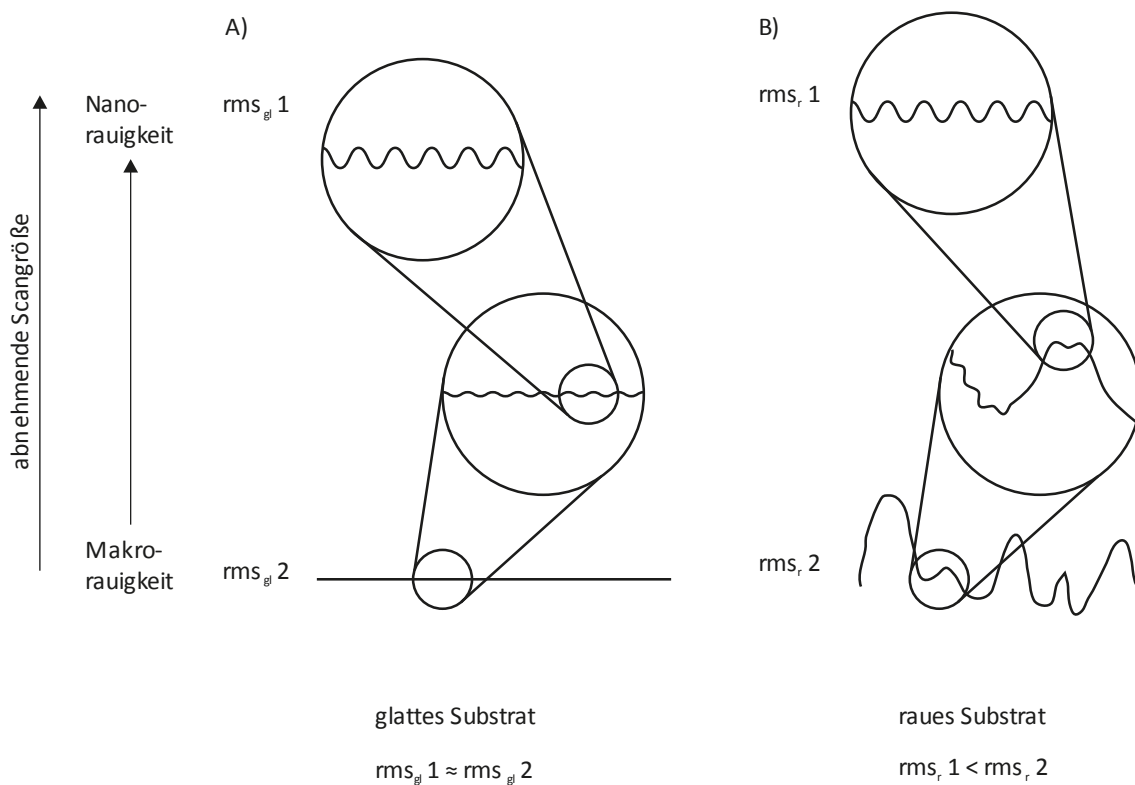 A)
B)
Nano-
rauigkeit
rms_gl 1
rms_r 1
abnehmende Scangröße
Makro-
rauigkeit
rms_gl 2
rms_r 2
glattes Substrat
raues Substrat
rms_gl 1 ≈ rms_gl 2
rms_r 1 < rms_r 2